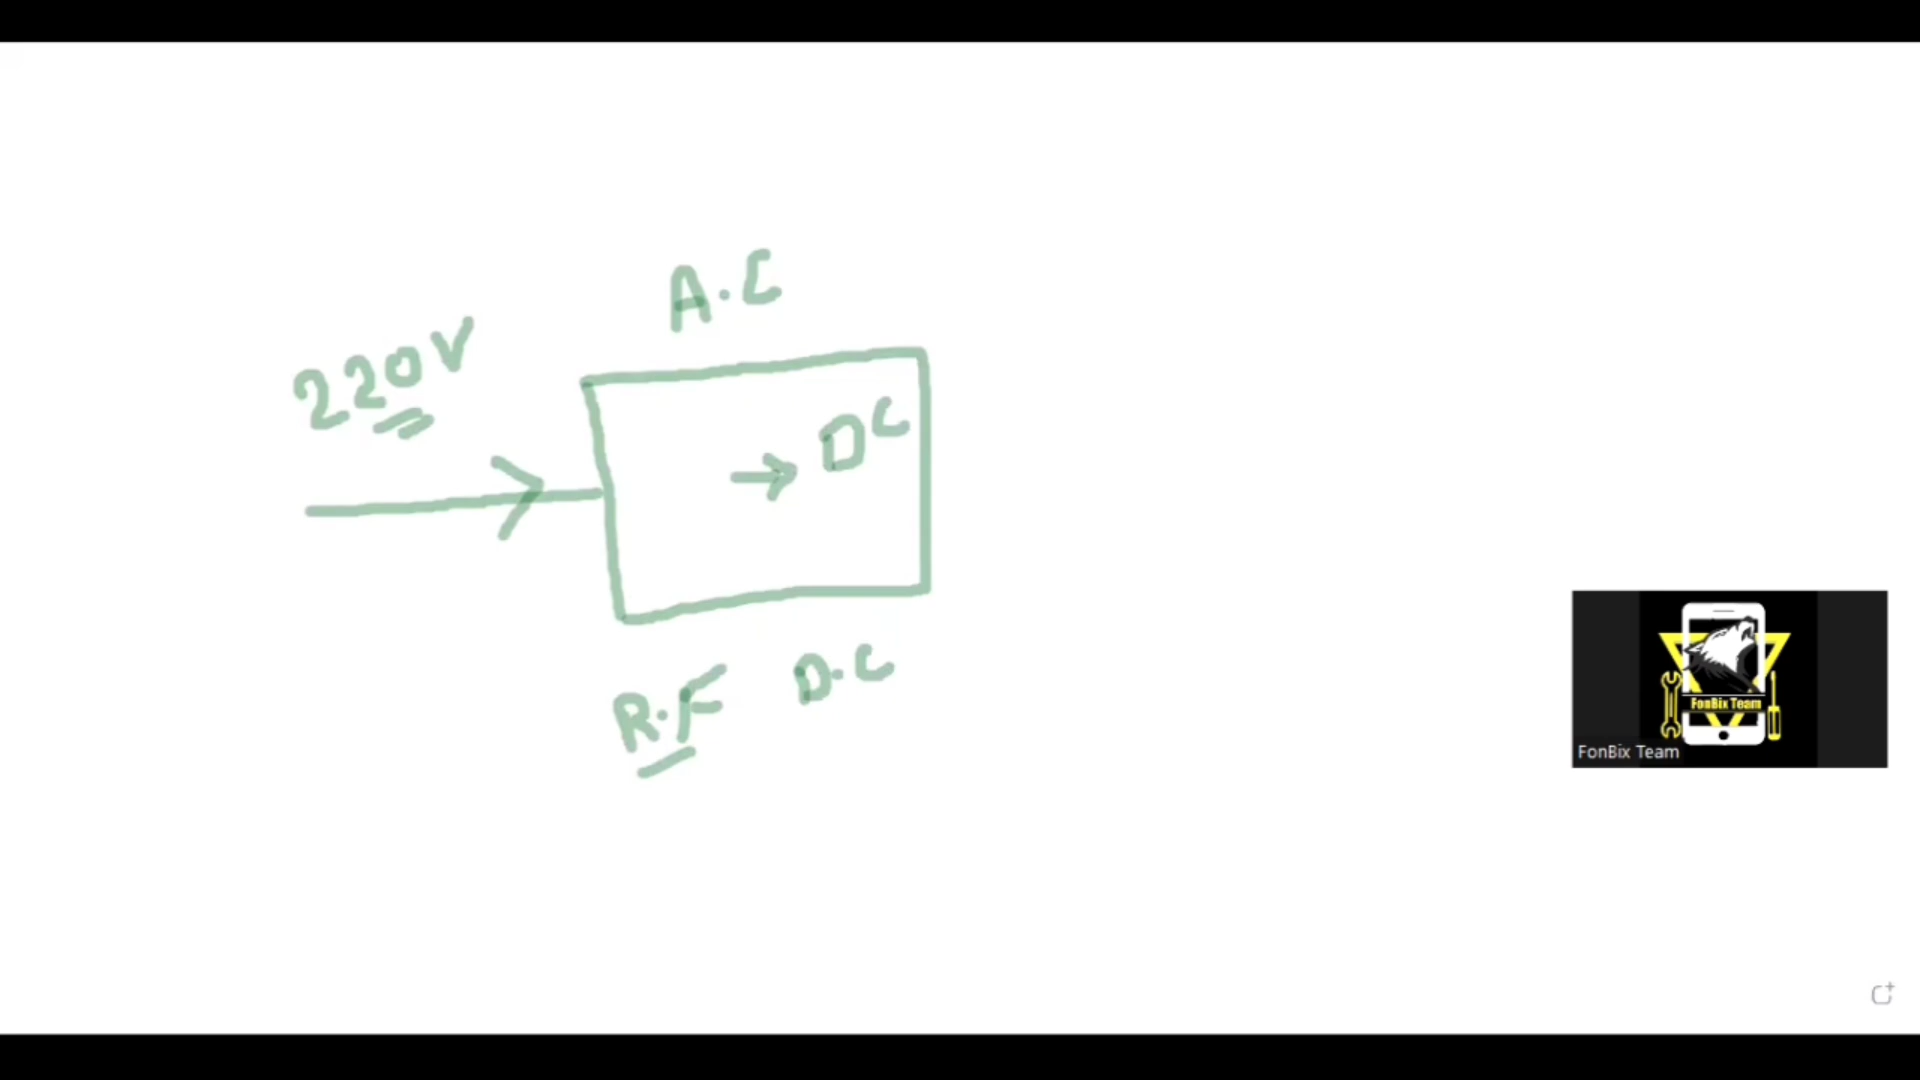 A.C
220V
→ DC
R.F D.C
FonBix Team
FonBix Team